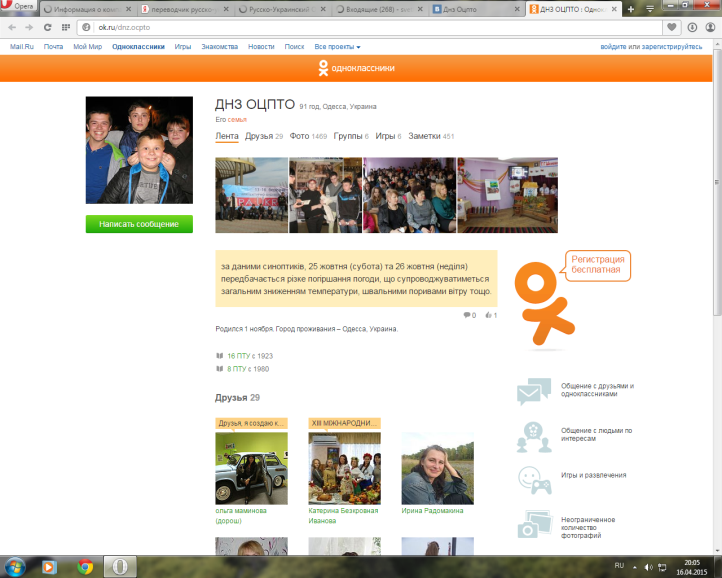 Opera
Информация о комп
переводчик русско-
Русско-Украинский
Входящие (268) •
Днз Оцпто
ДНЗ ОЦПТО | Однокл
ok.ru/dnz.ocpto
Mail.Ru Почта Мой Мир Одноклассники Игры Знакомства Новости Поиск Все проекты
войдите или зарегистрируйтесь
одноклассники
ДНЗ ОЦПТО 91 год, Одесса, Украина
Его семья
Лента Друзья 29 Фото 1469 Группы 6 Игры 6 Заметки 451
Написать сообщение
за даними синоптиків, 25 жовтня (субота) та 26 жовтня (неділя)
передбачається різке погіршання погоди, що супроводжуватиметься
загальним зниженням температури, швальними поривами вітру тощо.
0 1
Родился 1 ноября. Город проживания – Одесса, Украина.
16 ПТУ с 1923
8 ПТУ с 1980
Друзья 29
Друзья, я создаю к...
XIII МІЖНАРОДНИ...
ольга маминова
(дорош)
Катерина Безкровная
Иванова
Ирина Радомакина
Регистрация
бесплатная
Общение с друзьями и
одноклассниками
Общение с людьми по
интересам
Игры и развлечения
Неограниченное
количество
фотографий
RU
20:05
16.04.2015